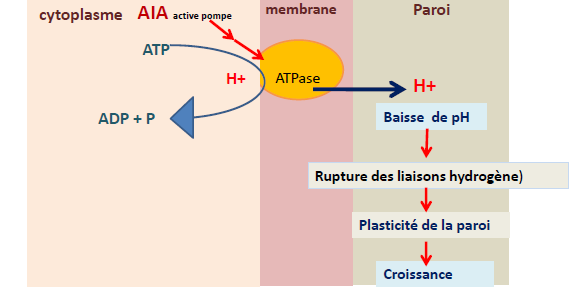 cytoplasme AIA active pompe
membrane
Paroi
ATP
H+
ATPase
H+
ADP + P
Baisse de pH
Rupture des liaisons hydrogène)
Plasticité de la paroi
Croissance